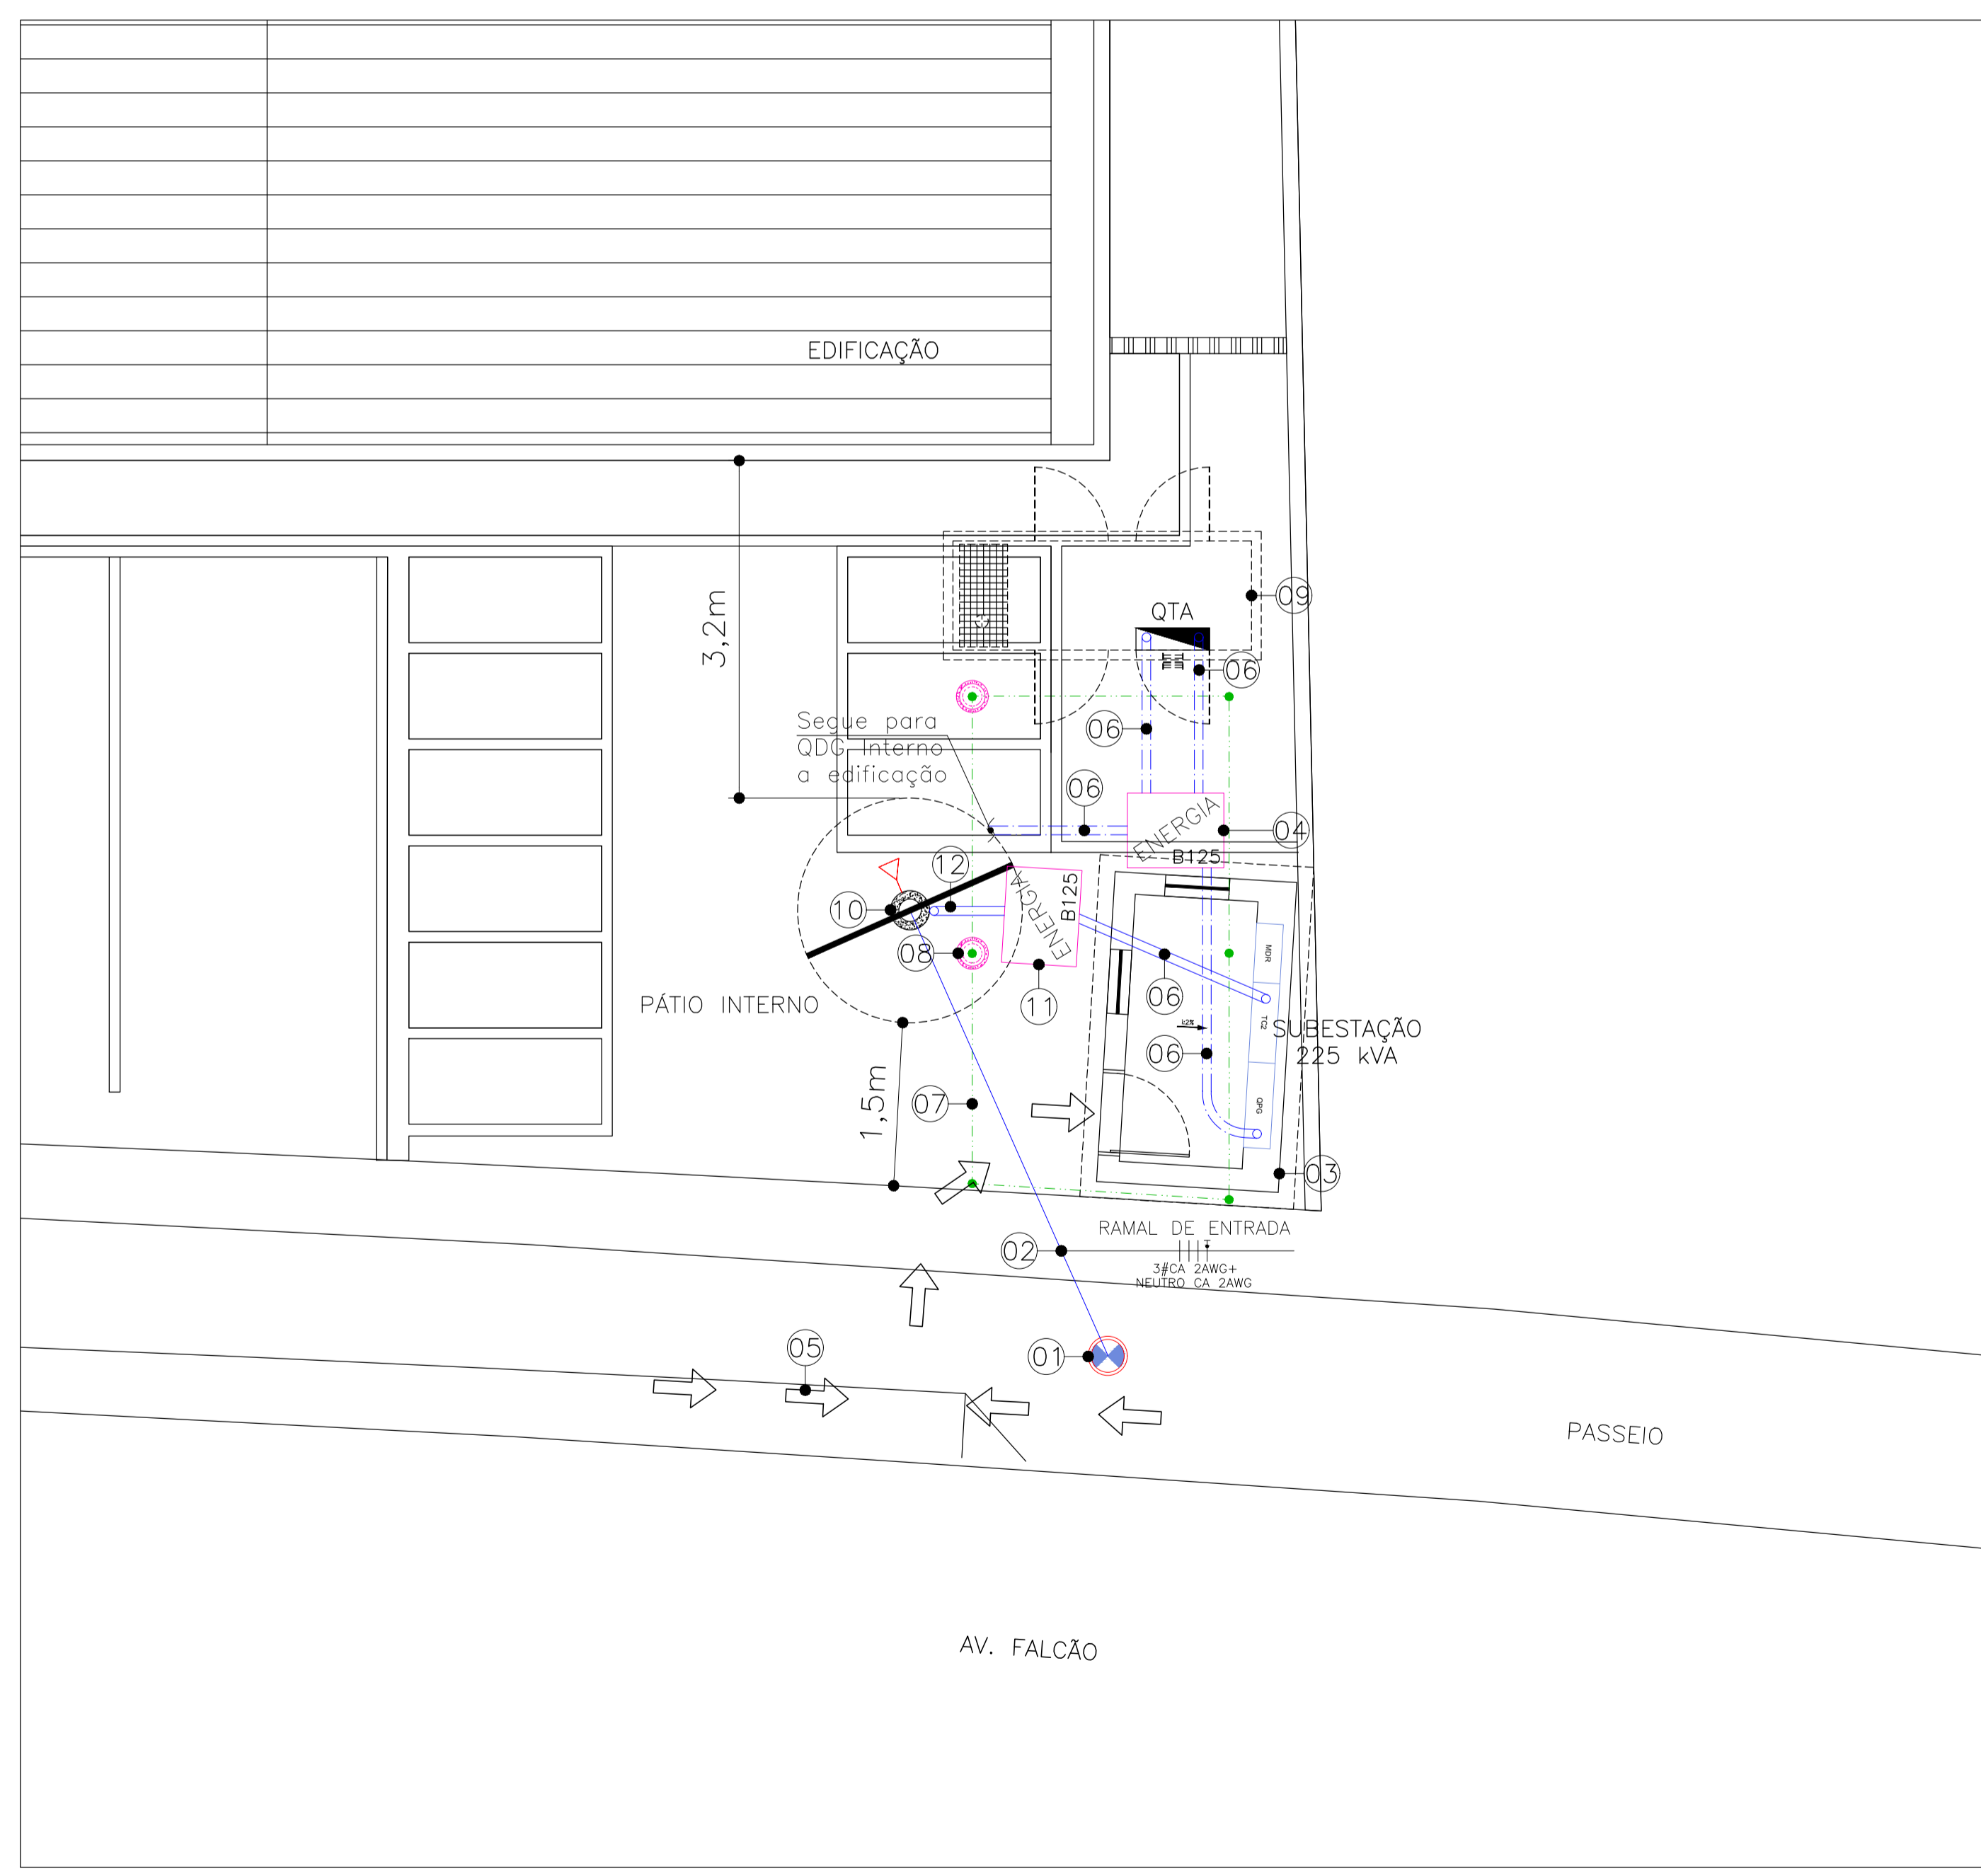 EDIFICAÇÃO
3,2m
QTA
09
06
06
Segue para
QDG Interno
a edificação
06
ENERGIA
04
B125
12
10
ENERGIA
B125
08
MDR
PÁTIO INTERNO
11
06
TC2
i:2%
SUBESTAÇÃO
225 kVA
06
1,5m
07
QPG
03
RAMAL DE ENTRADA
02
3#CA 2AWG+
NEUTRO CA 2AWG
05
01
PASSEIO
AV. FALCÃO